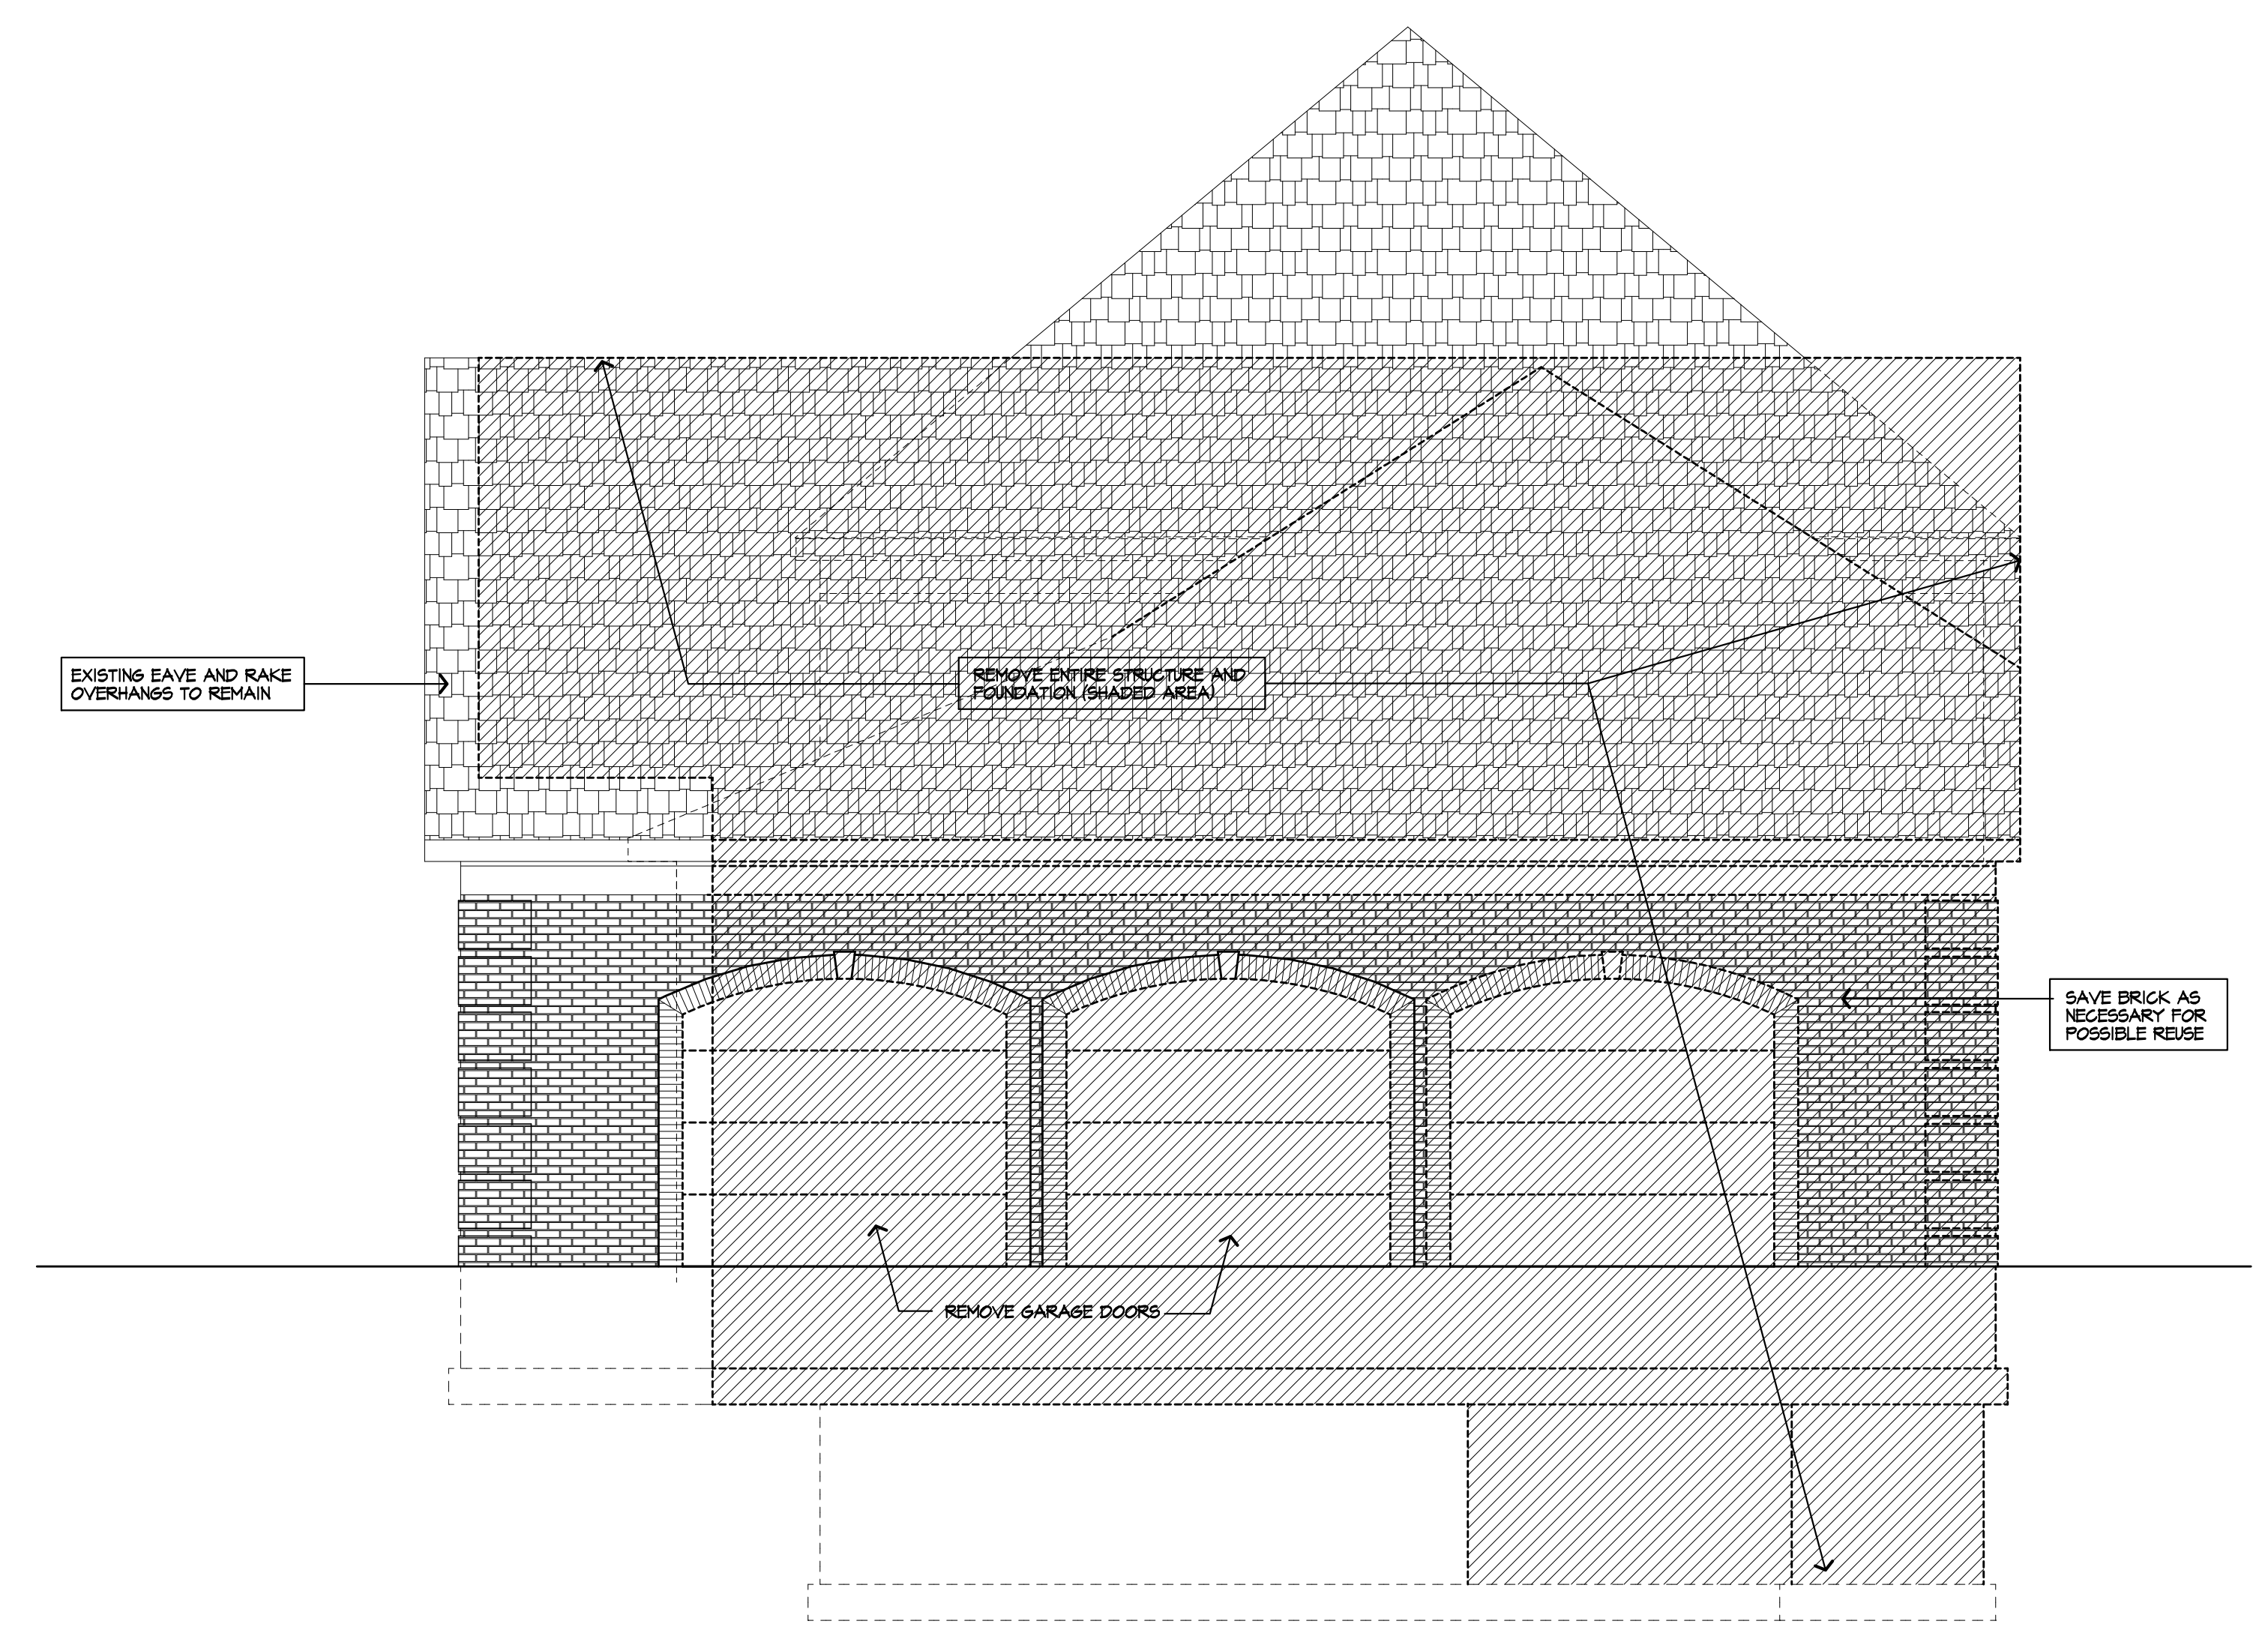 EXISTING EAVE AND RAKE
OVERHANGS TO REMAIN
REMOVE ENTIRE STRUCTURE AND
FOUNDATION (SHADED AREA)
SAVE BRICK AS
NECESSARY FOR
POSSIBLE REUSE
REMOVE GARAGE DOORS